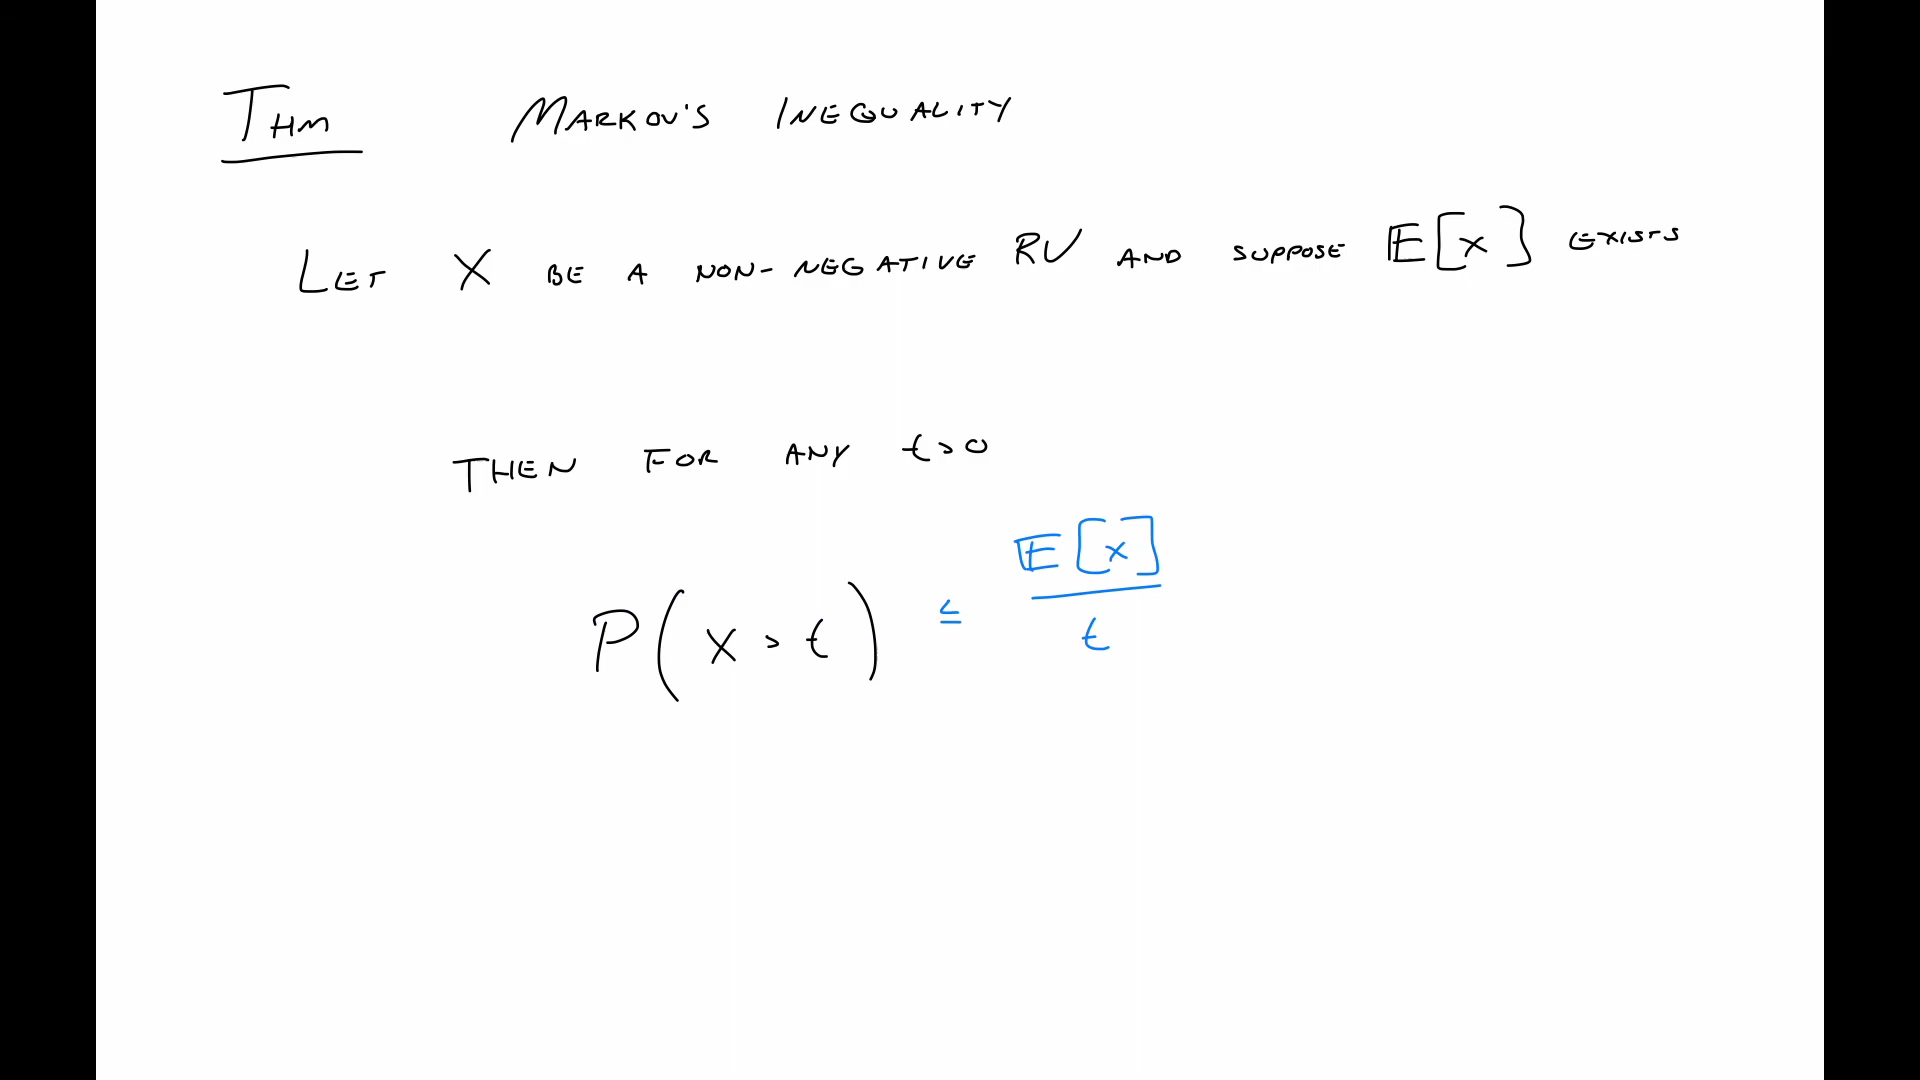 THM MARKOV'S INEQUALITY
LET X BE A NON-NEGATIVE RV AND SUPPOSE 𝔼[X] EXISTS
THEN FOR ANY t>0
P(X > t) ≤ 𝔼[X] / t